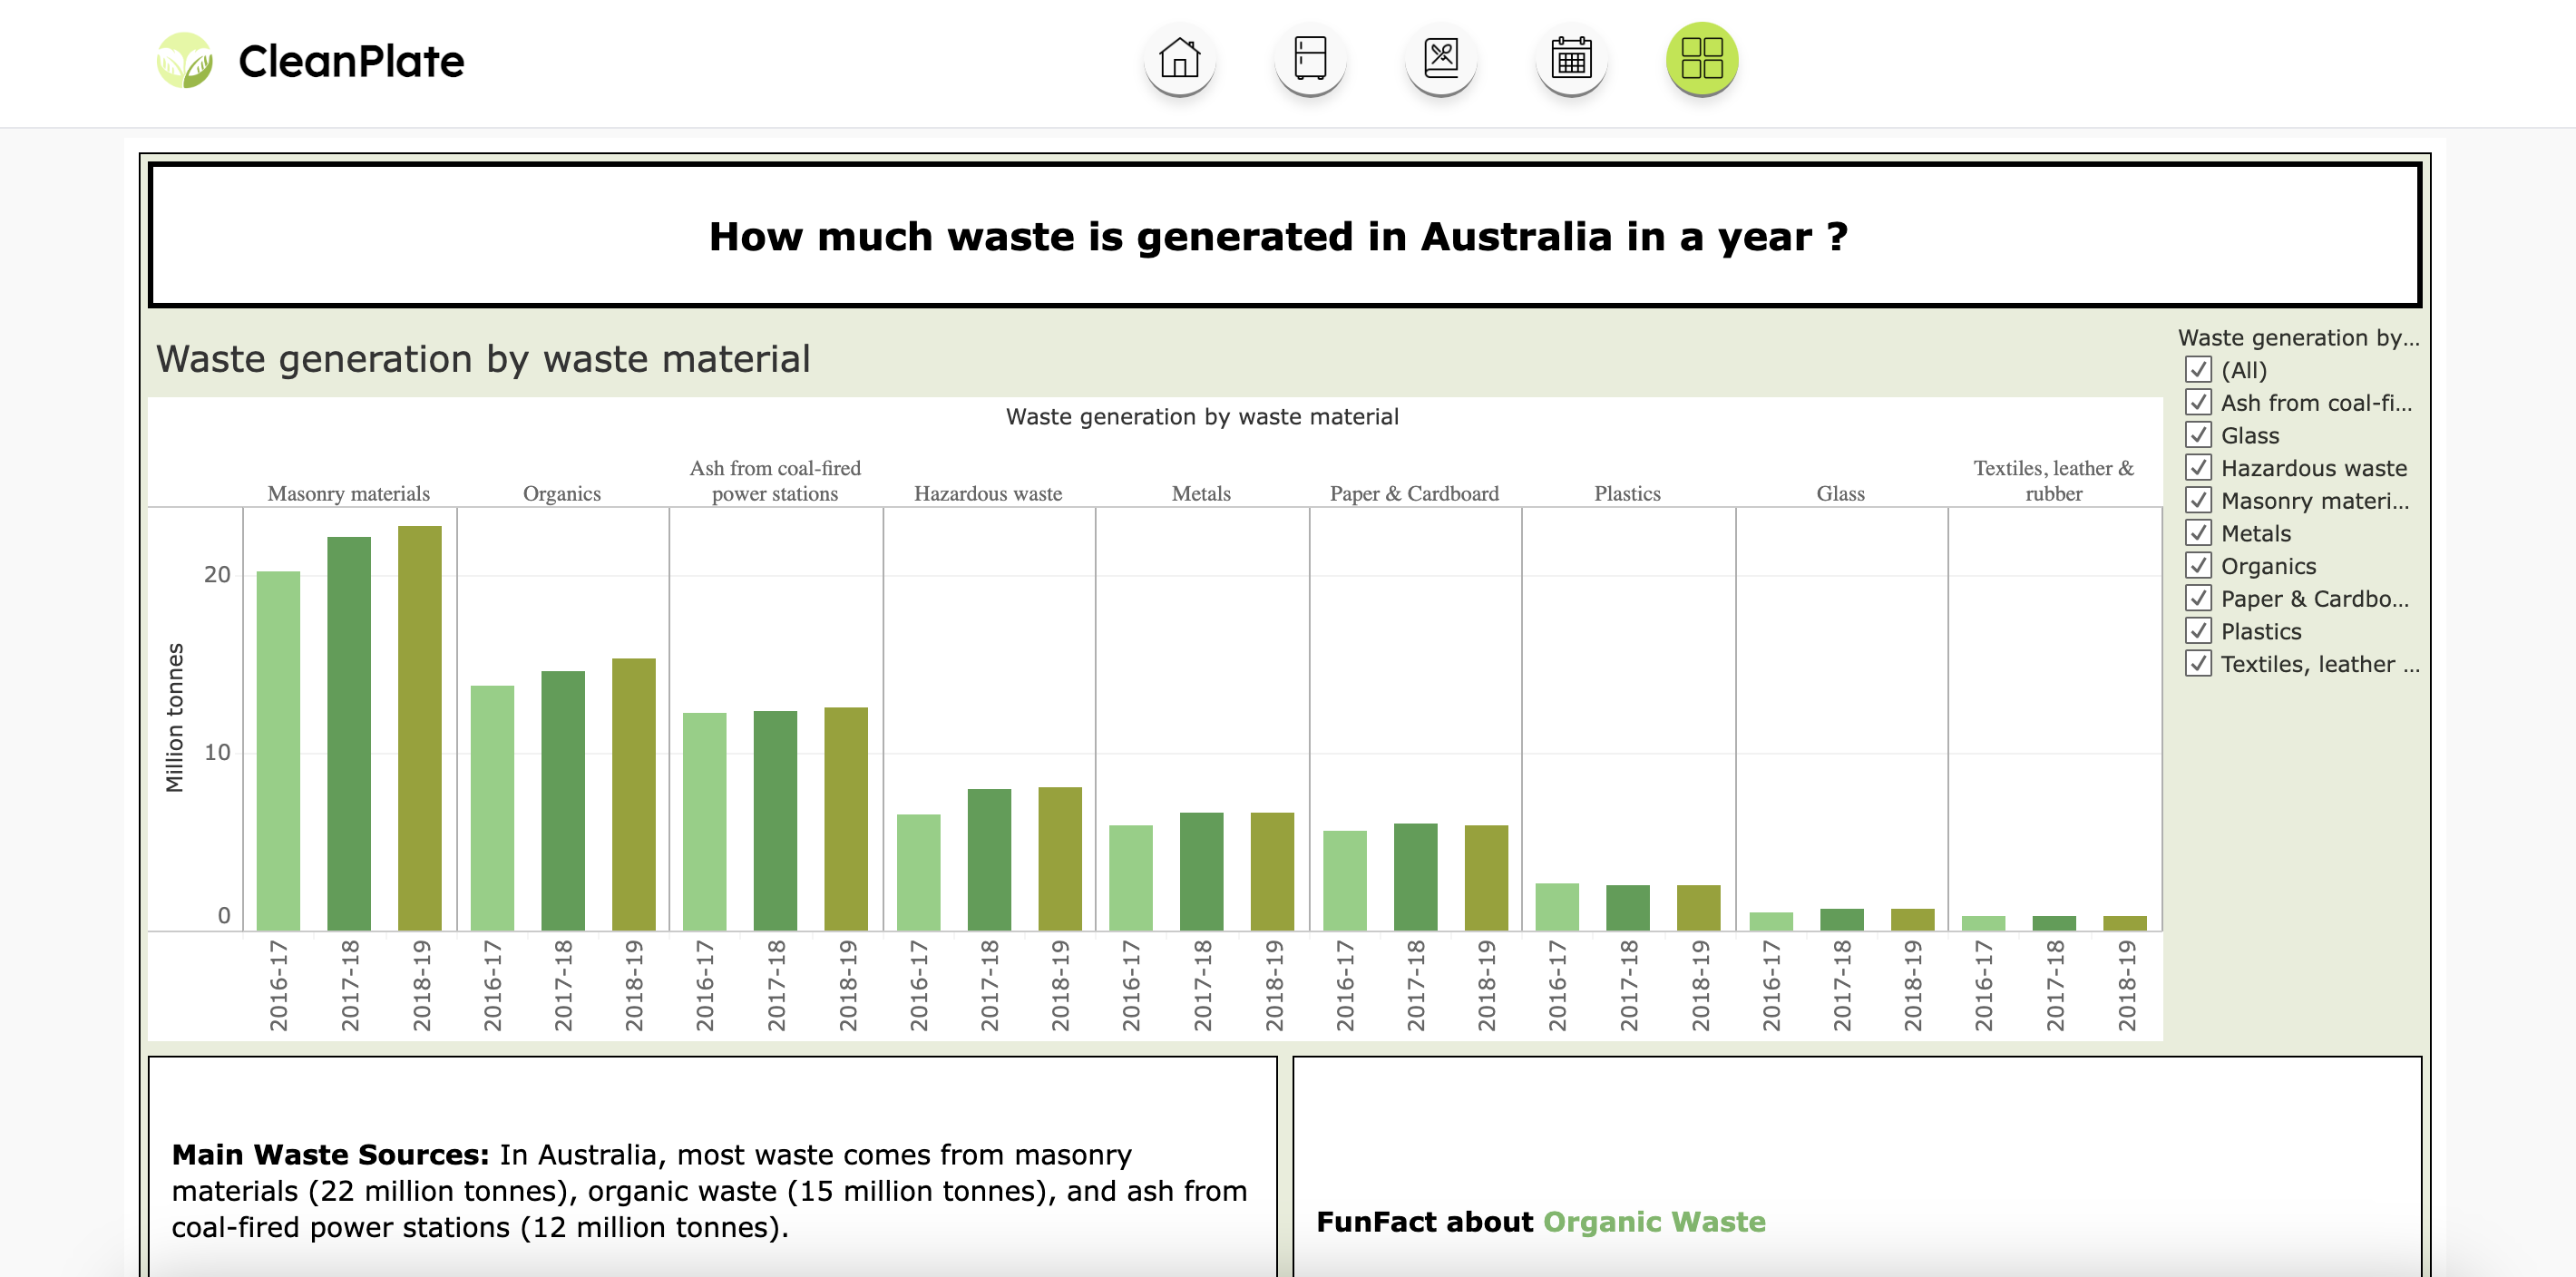 CleanPlate
How much waste is generated in Australia in a year ?
Waste generation by waste material
Waste generation by...
(All)
Ash from coal-fi...
Glass
Hazardous waste
Masonry materi...
Metals
Organics
Paper & Cardbo...
Plastics
Textiles, leather ...
Waste generation by waste material
Masonry materials
Organics
Ash from coal-fired
power stations
Hazardous waste
Metals
Paper & Cardboard
Plastics
Glass
Textiles, leather &
rubber
Million tonnes
20
10
0
2016-17 2017-18 2018-19 2016-17 2017-18 2018-19 2016-17 2017-18 2018-19 2016-17 2017-18 2018-19 2016-17 2017-18 2018-19 2016-17 2017-18 2018-19 2016-17 2017-18 2018-19 2016-17 2017-18 2018-19 2016-17 2017-18 2018-19
Main Waste Sources: In Australia, most waste comes from masonry
materials (22 million tonnes), organic waste (15 million tonnes), and ash from
coal-fired power stations (12 million tonnes).
FunFact about Organic Waste